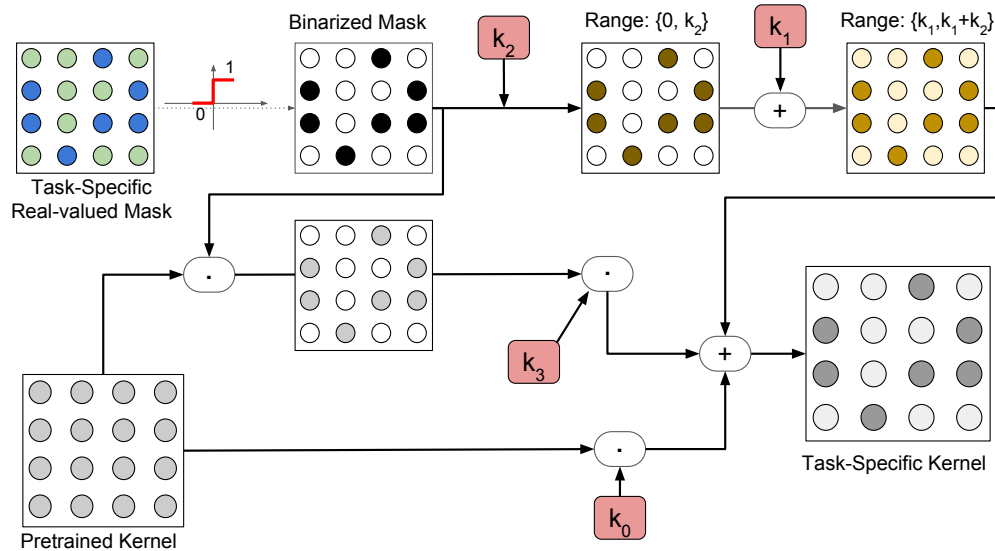 Binarized Mask
k₂
Range: {0, k₂}
k₁
Range: {k₁,k₁+k₂}
1
0
+
Task-Specific
Real-valued Mask
.
.
k₃
+
.
k₀
Task-Specific Kernel
Pretrained Kernel